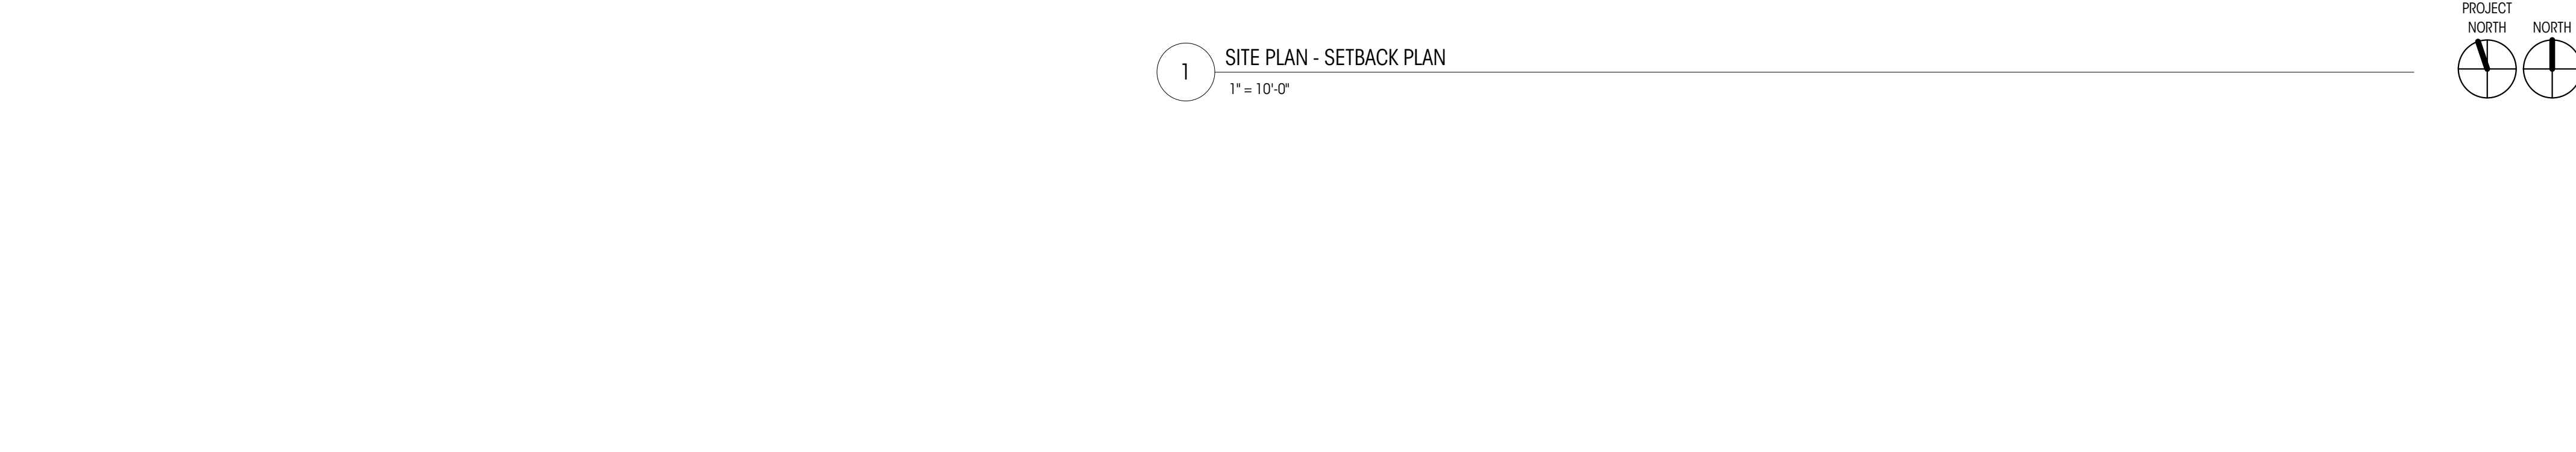 PROJECT
NORTH
NORTH
1
SITE PLAN - SETBACK PLAN
1" = 10'-0"